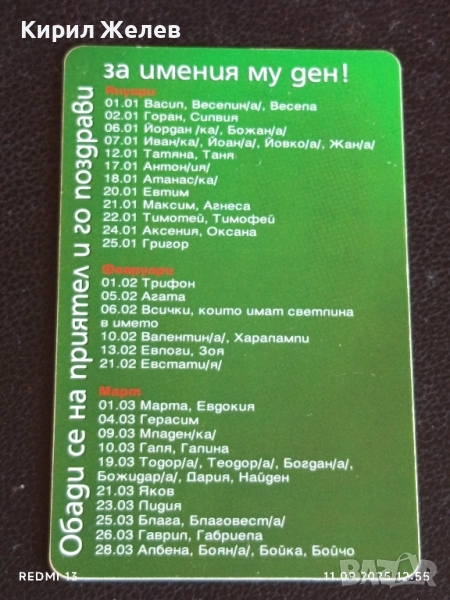 Кирил Желев
Обади се на приятел и го поздрави
за имения му ден!
Януари
01.01 Васил, Веселин/а/, Весела
02.01 Горан, Силвия
06.01 Йордан /ка/, Божан/а/
07.01 Иван/ка/, Йоан/а/, Йовко/а/, Жан/а/
12.01 Татяна, Таня
17.01 Антон/ия/
18.01 Атанас/ка/
20.01 Евтим
21.01 Максим, Агнеса
22.01 Тимотей, Тимофей
24.01 Аксения, Оксана
25.01 Григор
Февруари
01.02 Трифон
05.02 Агата
06.02 Всички, които имат светлина
в името
10.02 Валентин/а/, Харалампи
13.02 Евлоги, Зоя
21.02 Евстати/я/
Март
01.03 Марта, Евдокия
04.03 Герасим
09.03 Младен/ка/
10.03 Галя, Галина
19.03 Тодор/а/, Теодор/а/, Богдан/а/,
Божидар/а/, Дария, Найден
21.03 Яков
23.03 Лидия
25.03 Блага, Благовест/а/
26.03 Гаврил, Габриела
28.03 Албена, Боян/а/, Бойка, Бойчо
REDMI 13
11.09.2025 12:55
BAZAR